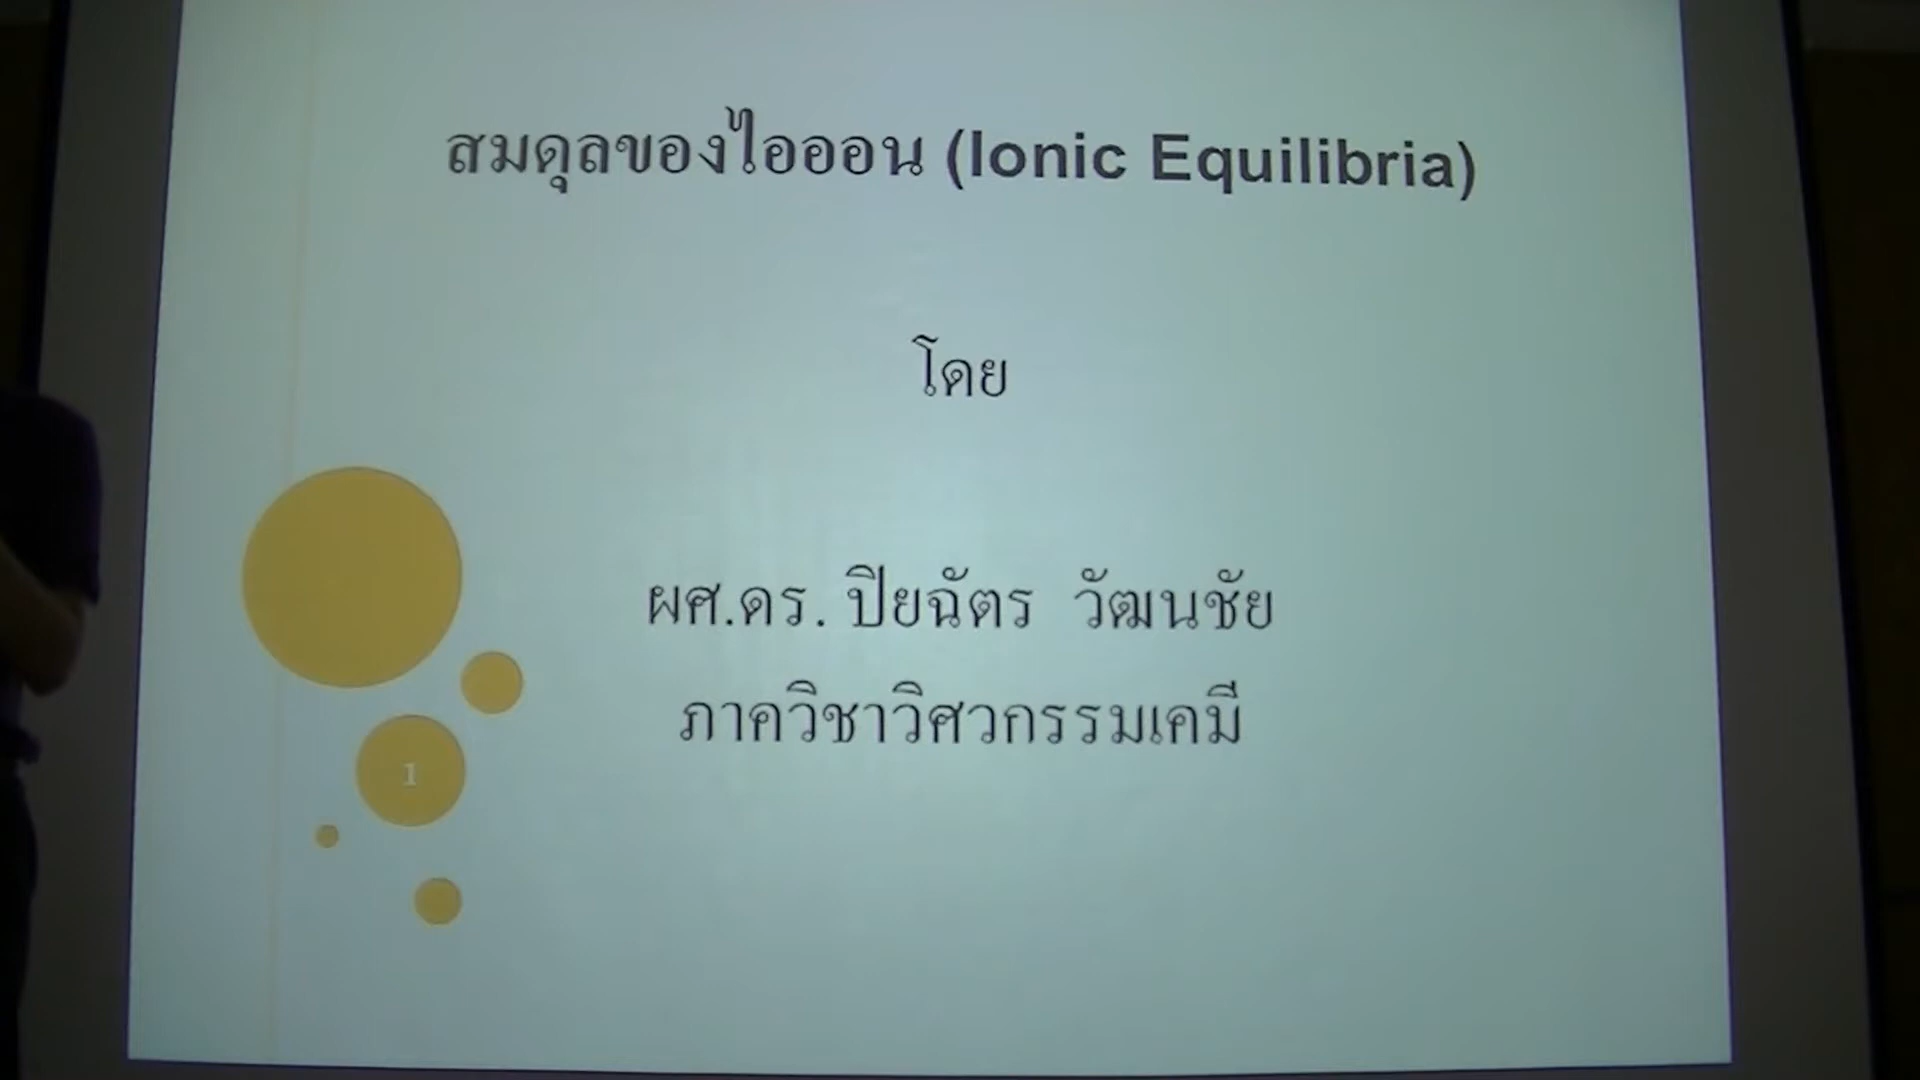 สมดุลของไอออน (Ionic Equilibria)
โดย
ผศ.ดร. ปิยฉัตร วัฒนชัย
ภาควิชาวิศวกรรมเคมี
1